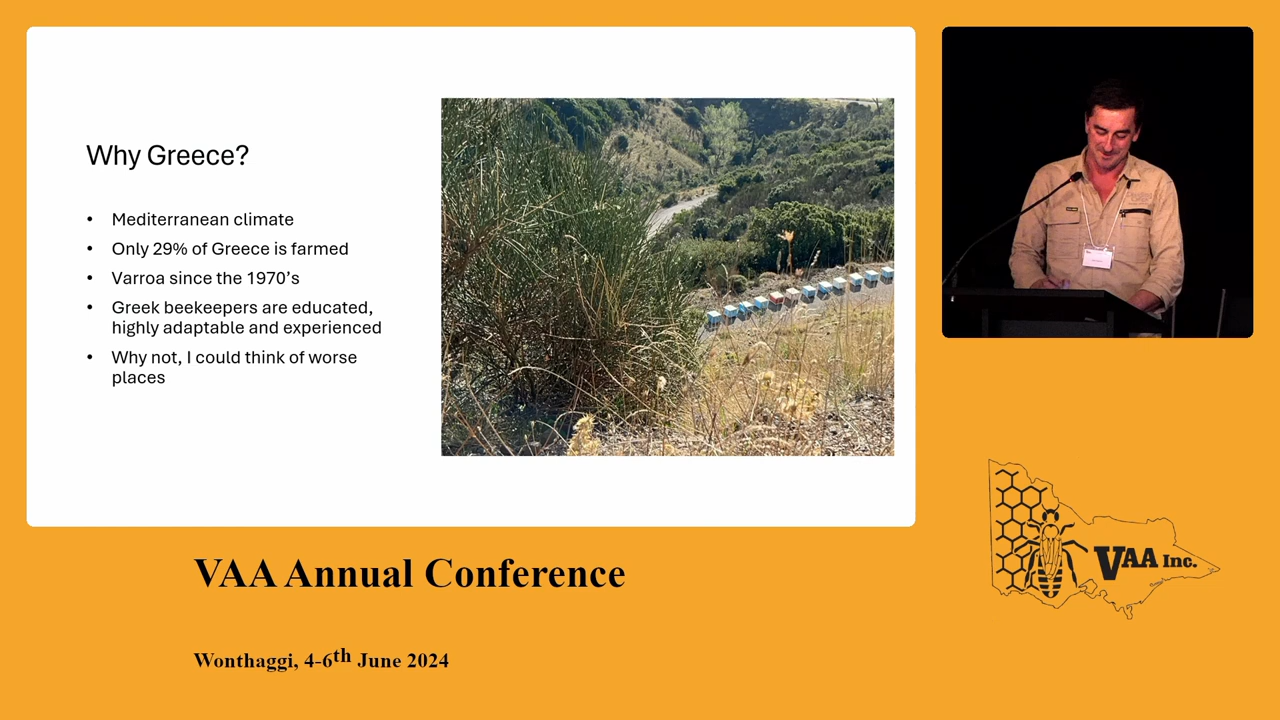 Why Greece?
• Mediterranean climate
• Only 29% of Greece is farmed
• Varroa since the 1970’s
• Greek beekeepers are educated,
highly adaptable and experienced
• Why not, I could think of worse
places
VAA Annual Conference
Wonthaggi, 4-6th June 2024
VAA Inc.